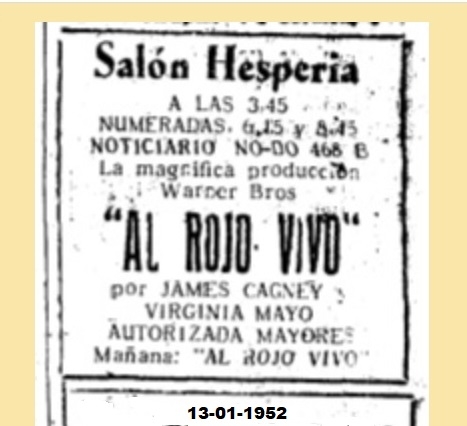 Salón Hesperia
A LAS 3.45
NUMERADAS. 6,15 y 8.45
NOTICIARIO NO-DO 468 B
La magnífica producción
Warner Bros
"AL ROJO VIVO"
por JAMES CAGNEY y
VIRGINIA MAYO
AUTORIZADA MAYORES
Mañana: "AL ROJO VIVO"
13-01-1952